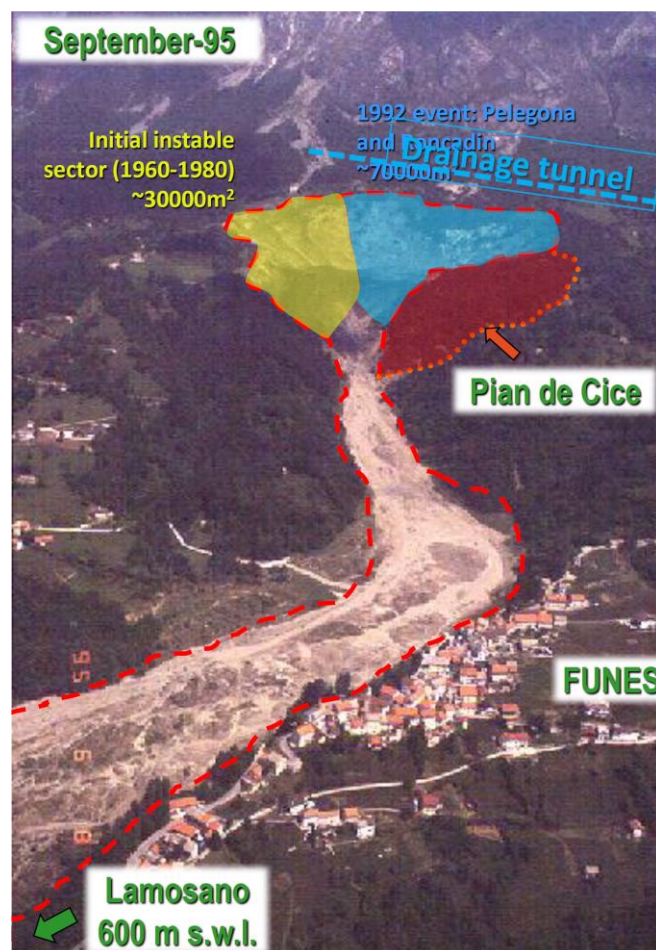 September-95
1992 event: Pelegona
Initial instable
and
sector (1960-1980)
~70000m²
Drainage tunnel
~30000m²
Pian de Cice
FUNES
Lamosano
600 m s.w.l.